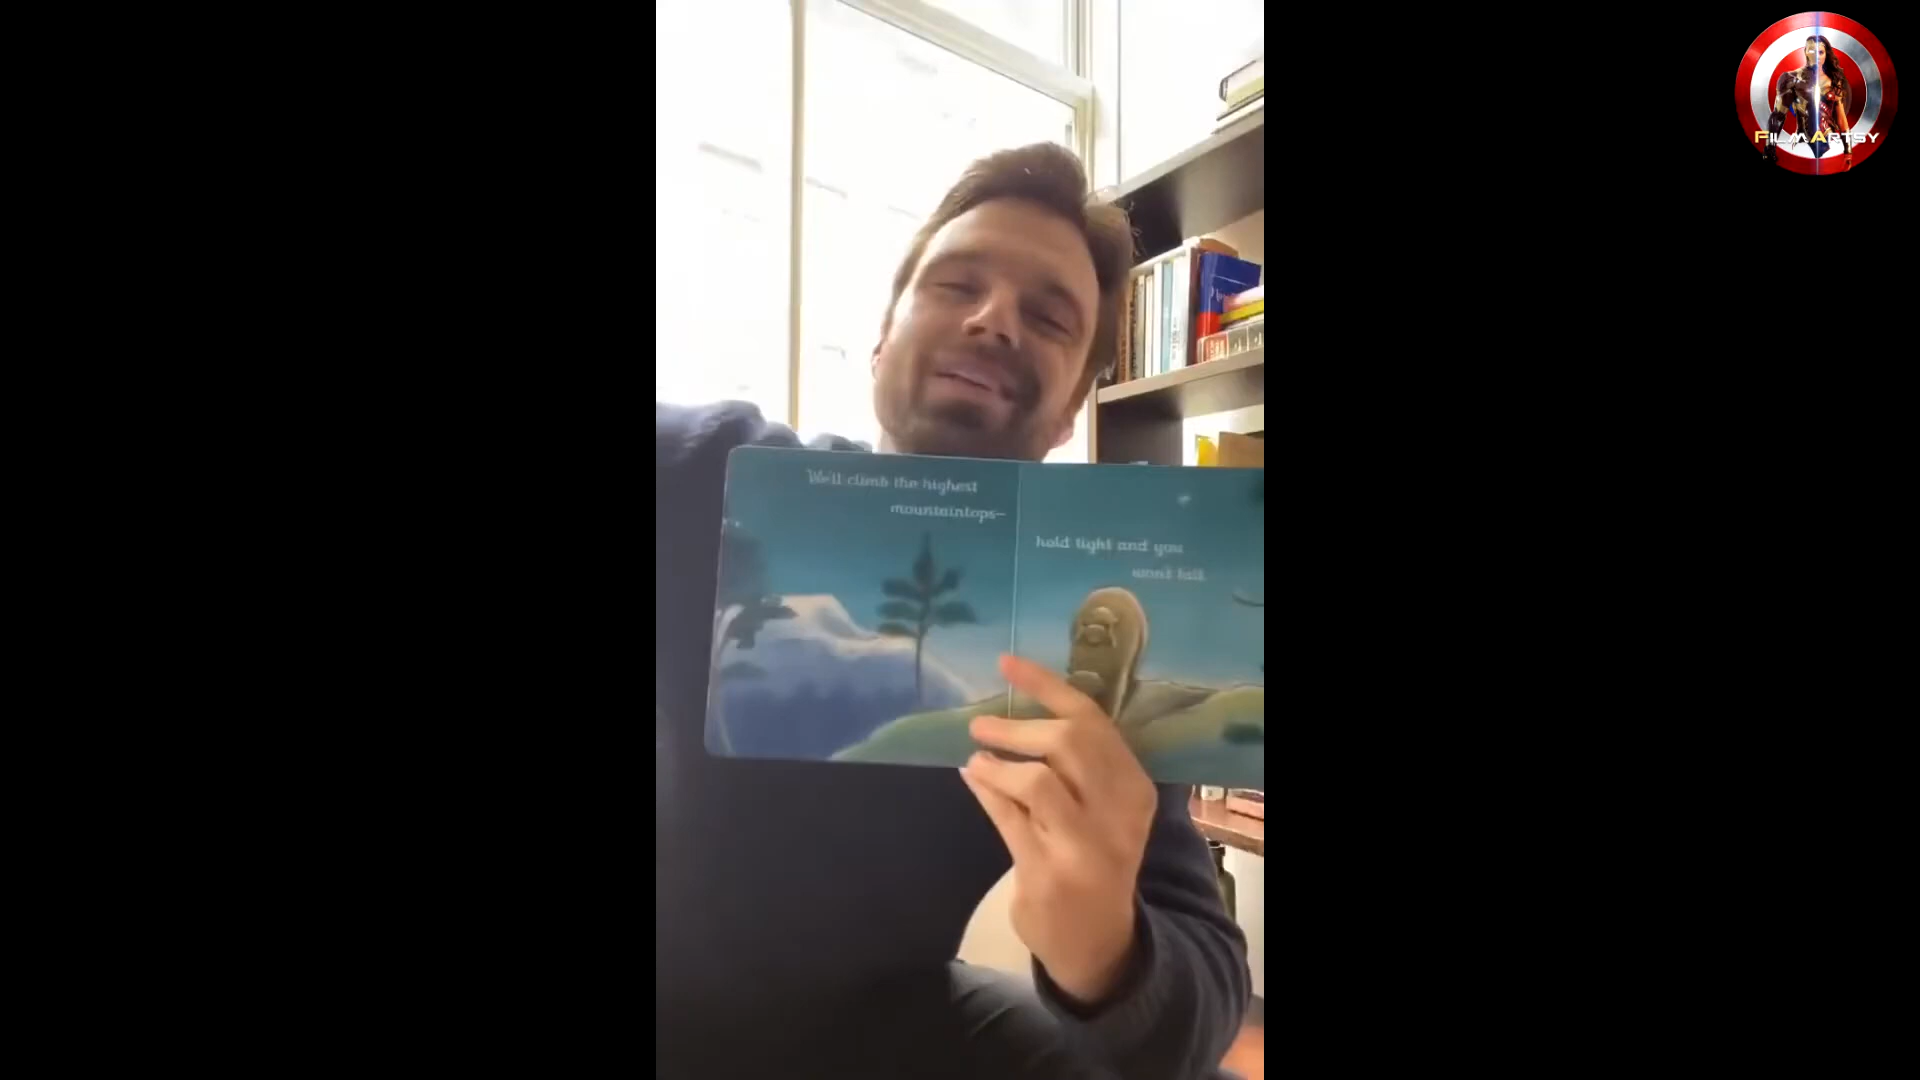 We'll climb the highest
mountaintops—
hold tight and you
won't fall.
FilmArtsy